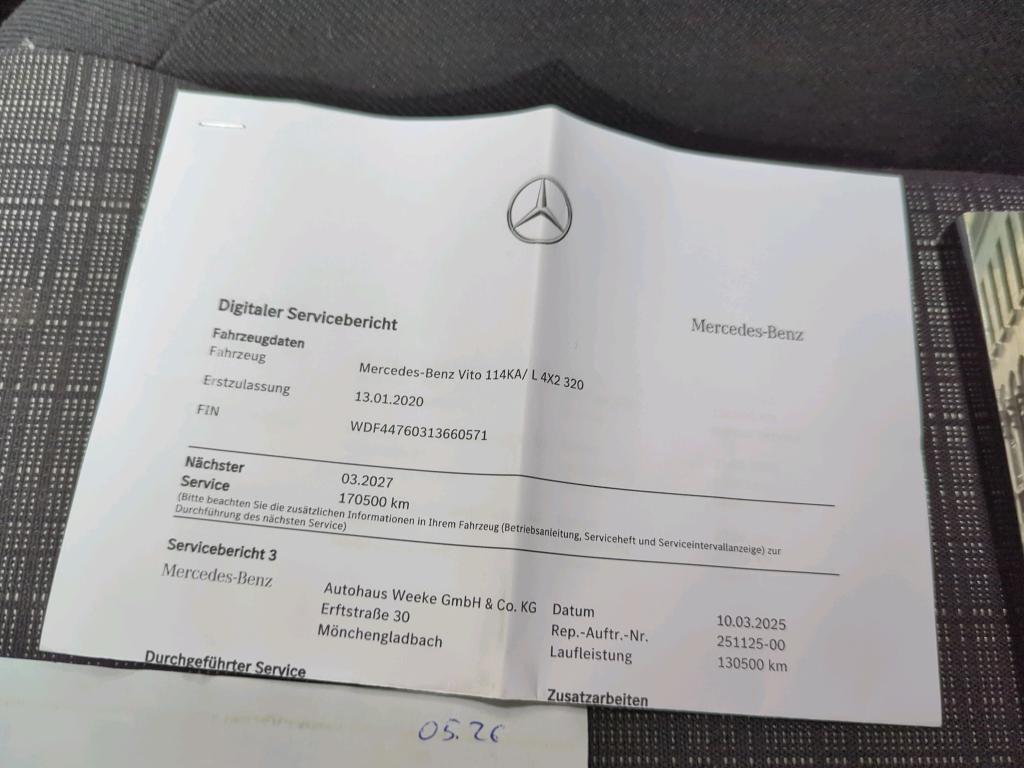 Mercedes-Benz
Digitaler Servicebericht
Fahrzeugdaten
Fahrzeug Mercedes-Benz Vito 114KA/ L 4X2 320
Erstzulassung 13.01.2020
FIN WDF44760313660571
Nächster Service 03.2027
170500 km
(Bitte beachten Sie die zusätzlichen Informationen in Ihrem Fahrzeug (Betriebsanleitung, Serviceheft und Serviceintervallanzeige) zur
Durchführung des nächsten Service)
Servicebericht 3
Mercedes-Benz
Autohaus Weeke GmbH & Co. KG
Erftstraße 30
Mönchengladbach
Datum 10.03.2025
Rep.-Auftr.-Nr. 251125-00
Laufleistung 130500 km
Durchgeführter Service
Zusatzarbeiten
05.26